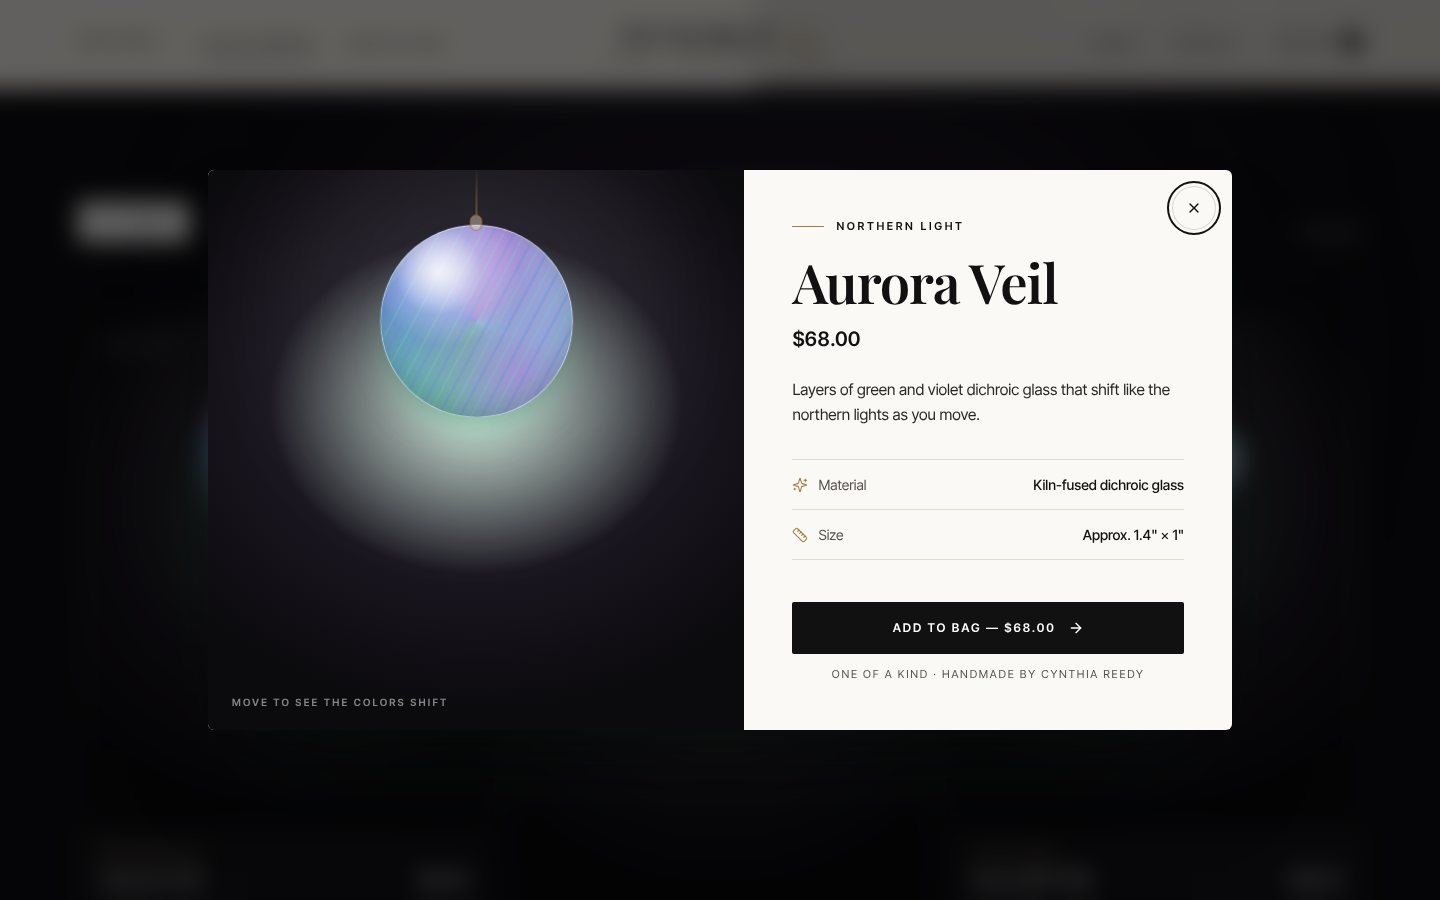 NORTHERN LIGHT
Aurora Veil
$68.00
Layers of green and violet dichroic glass that shift like the
northern lights as you move.
Material Kiln-fused dichroic glass
Size Approx. 1.4" × 1"
ADD TO BAG — $68.00
ONE OF A KIND · HANDMADE BY CYNTHIA REEDY
MOVE TO SEE THE COLORS SHIFT